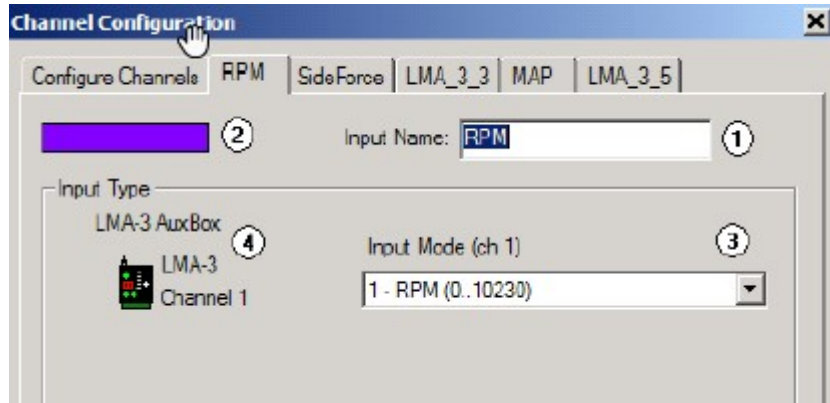 Channel Configuration
Configure Channels RPM SideForce LMA_3_3 MAP LMA_3_5
2 Input Name: RPM 1
Input Type
LMA-3 AuxBox
4
LMA-3
Channel 1
Input Mode (ch 1) 3
1 - RPM (0..10230)